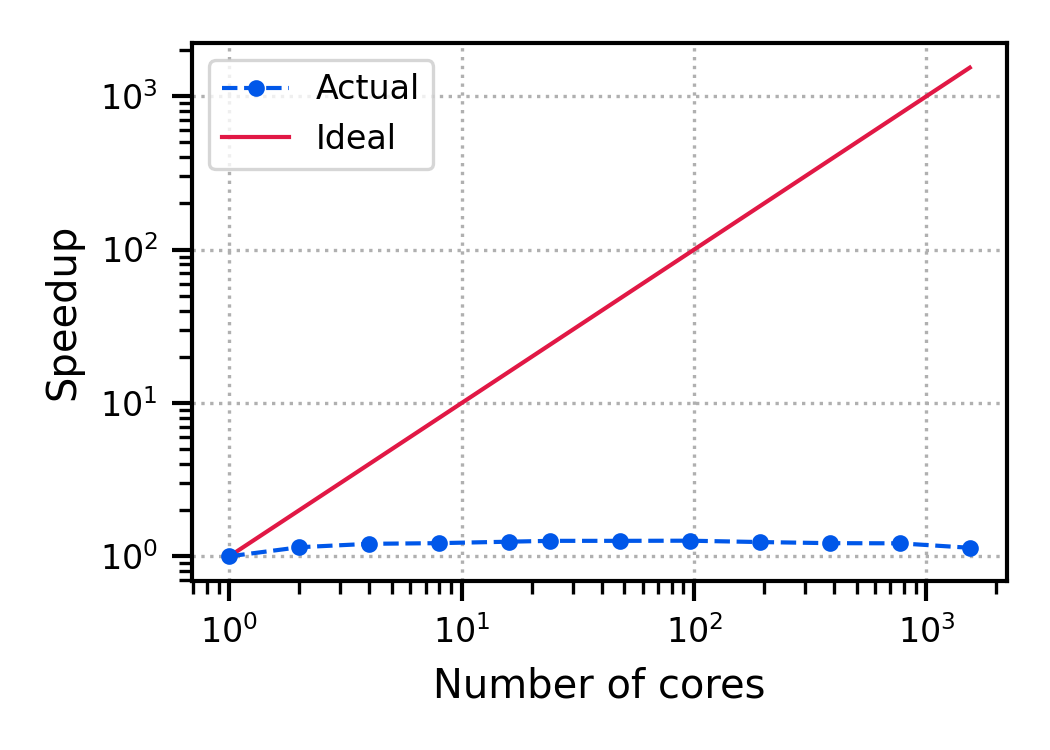 Actual
Ideal
Speedup
10³
10²
10¹
10⁰
10⁰ 10¹ 10² 10³
Number of cores